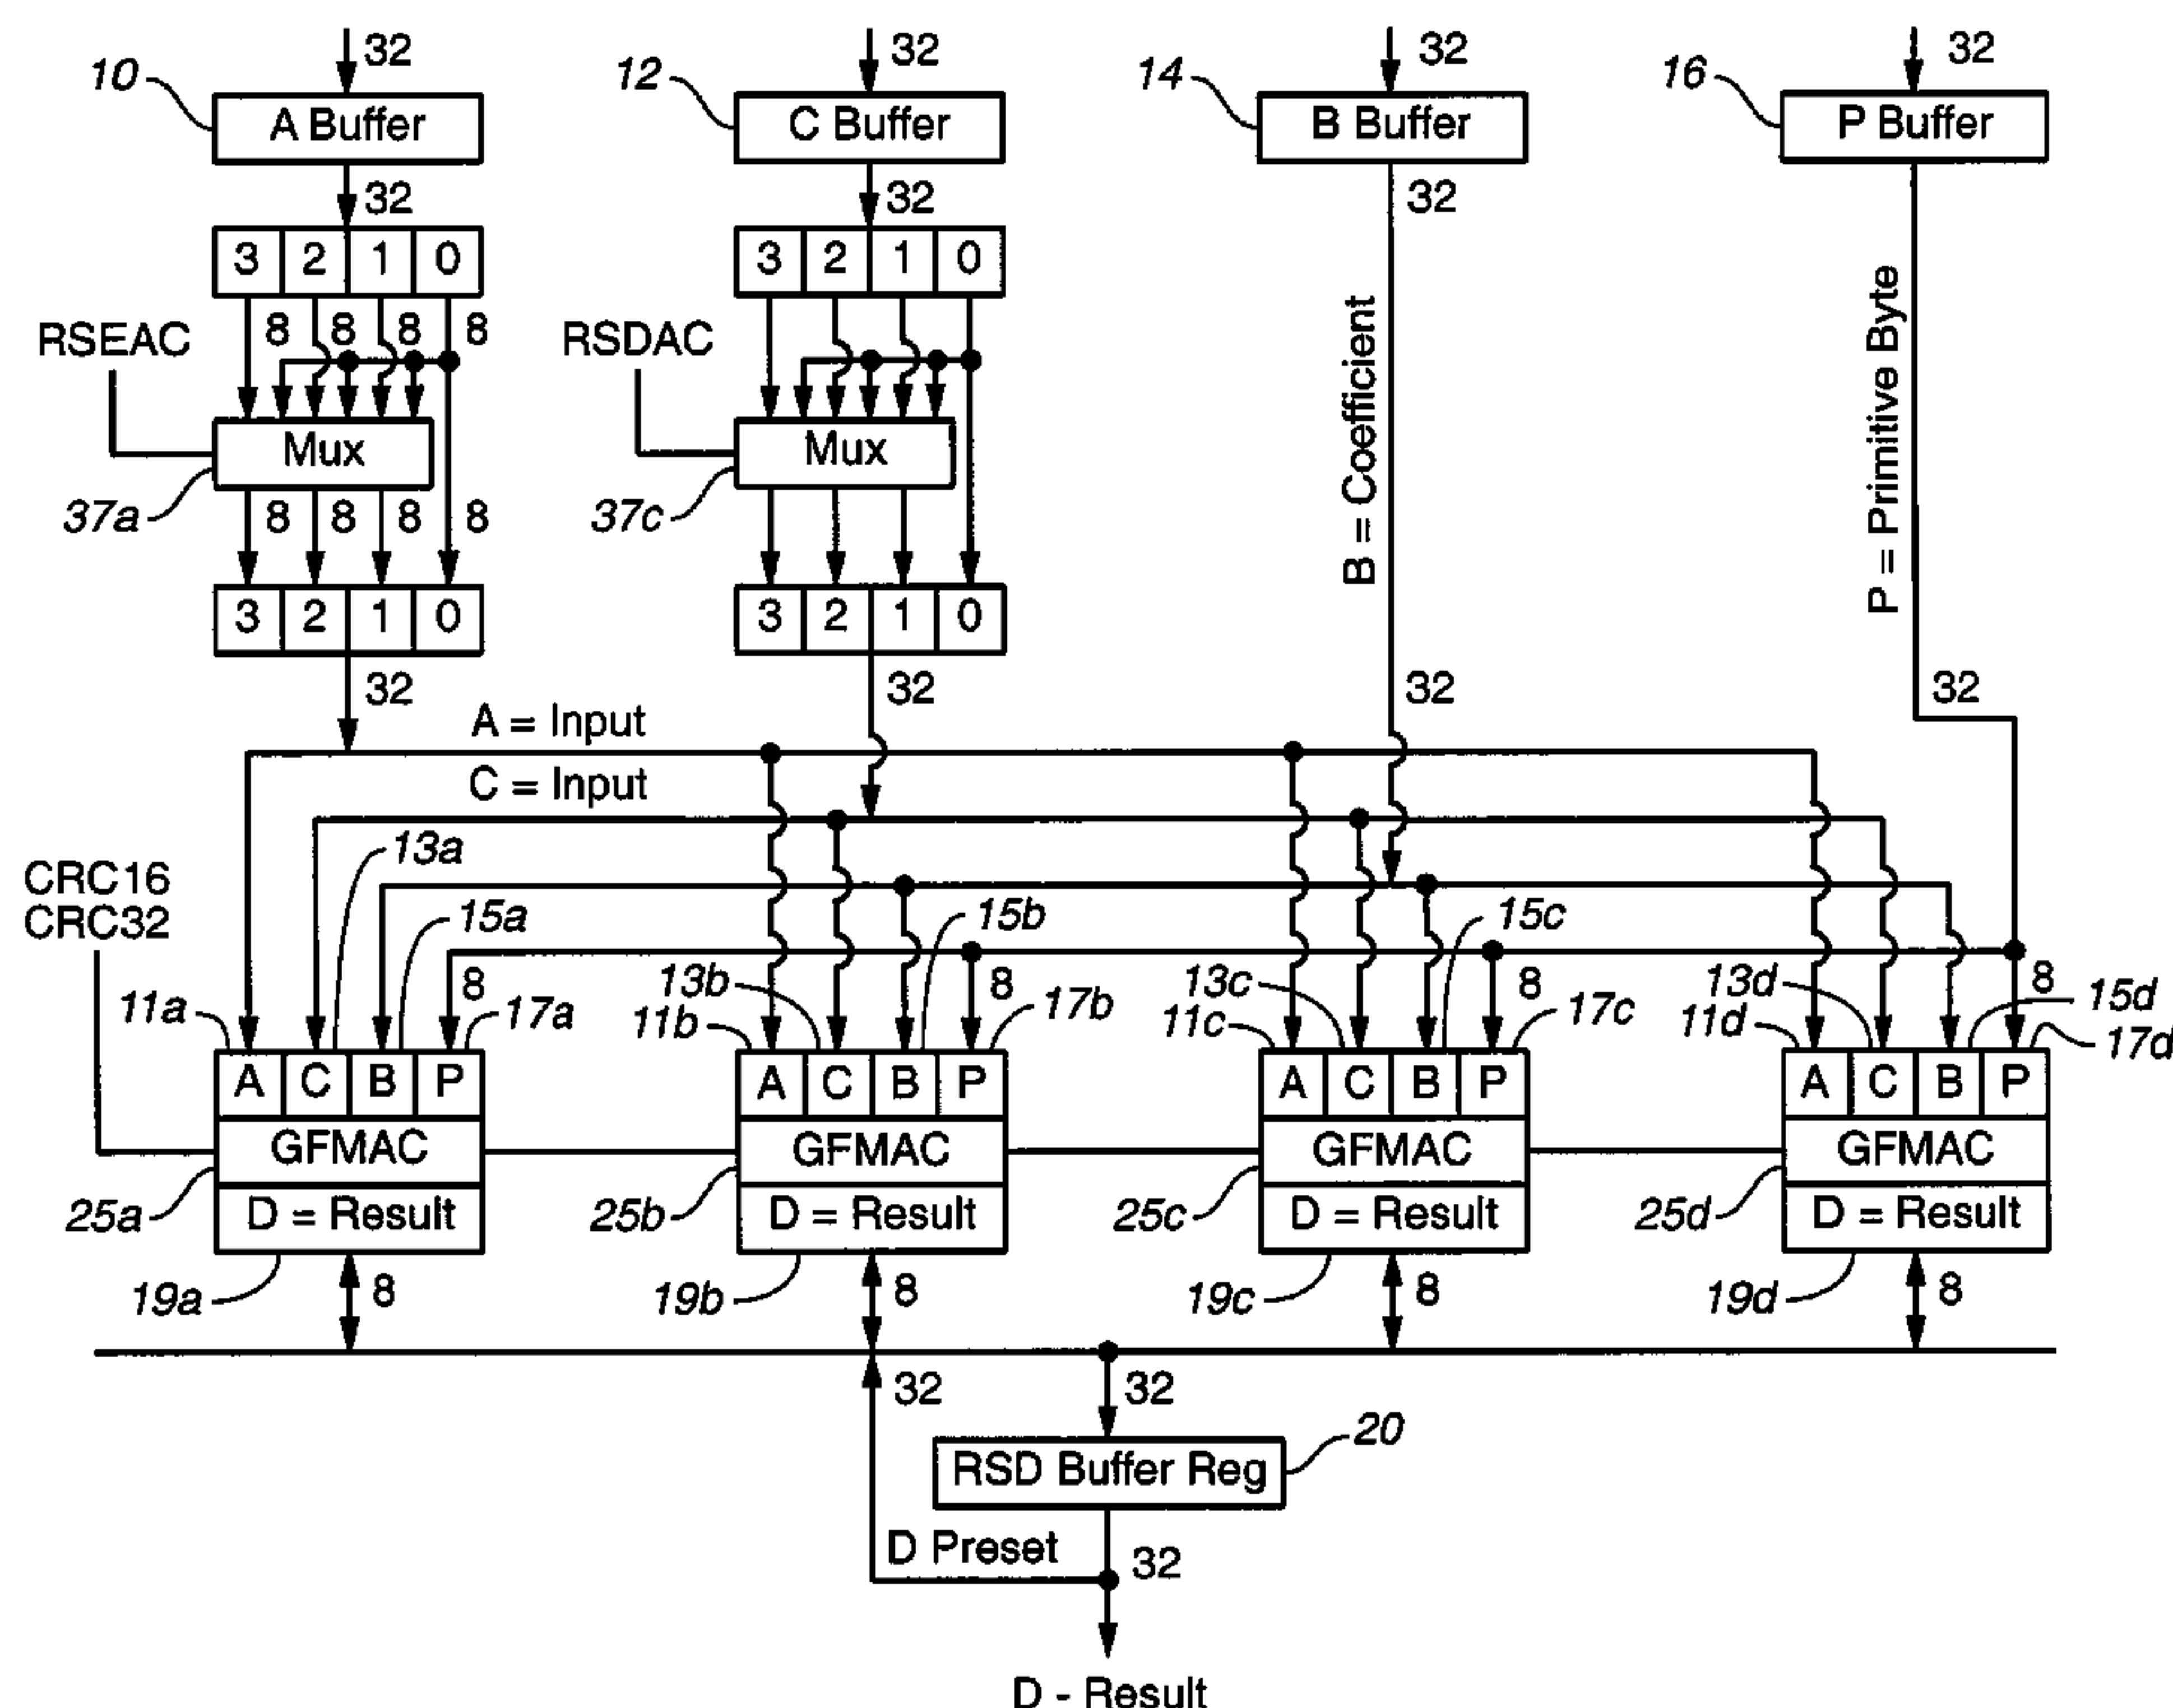 32 32 32 32
10 12 14 16
A Buffer C Buffer B Buffer P Buffer
32 32 32
3 2 1 0 3 2 1 0
RSEAC 8 8 8 8 RSDAC
Mux Mux
37a 8 8 8 8 37c
B = Coefficient
P = Primitive Byte
3 2 1 0 3 2 1 0
32 32 32 32
A = Input
C = Input
13a
CRC16
CRC32
15a 15b 15c
11a 8 17a 13b 11b 8 17b 13c 11c 8 17c 13d 11d 8 15d 17d
A C B P A C B P A C B P A C B P
GFMAC GFMAC GFMAC GFMAC
25a D = Result 25b D = Result 25c D = Result 25d D = Result
19a 8 19b 8 19c 8 19d 8
32 32
20
RSD Buffer Reg
D Preset 32
D - Result